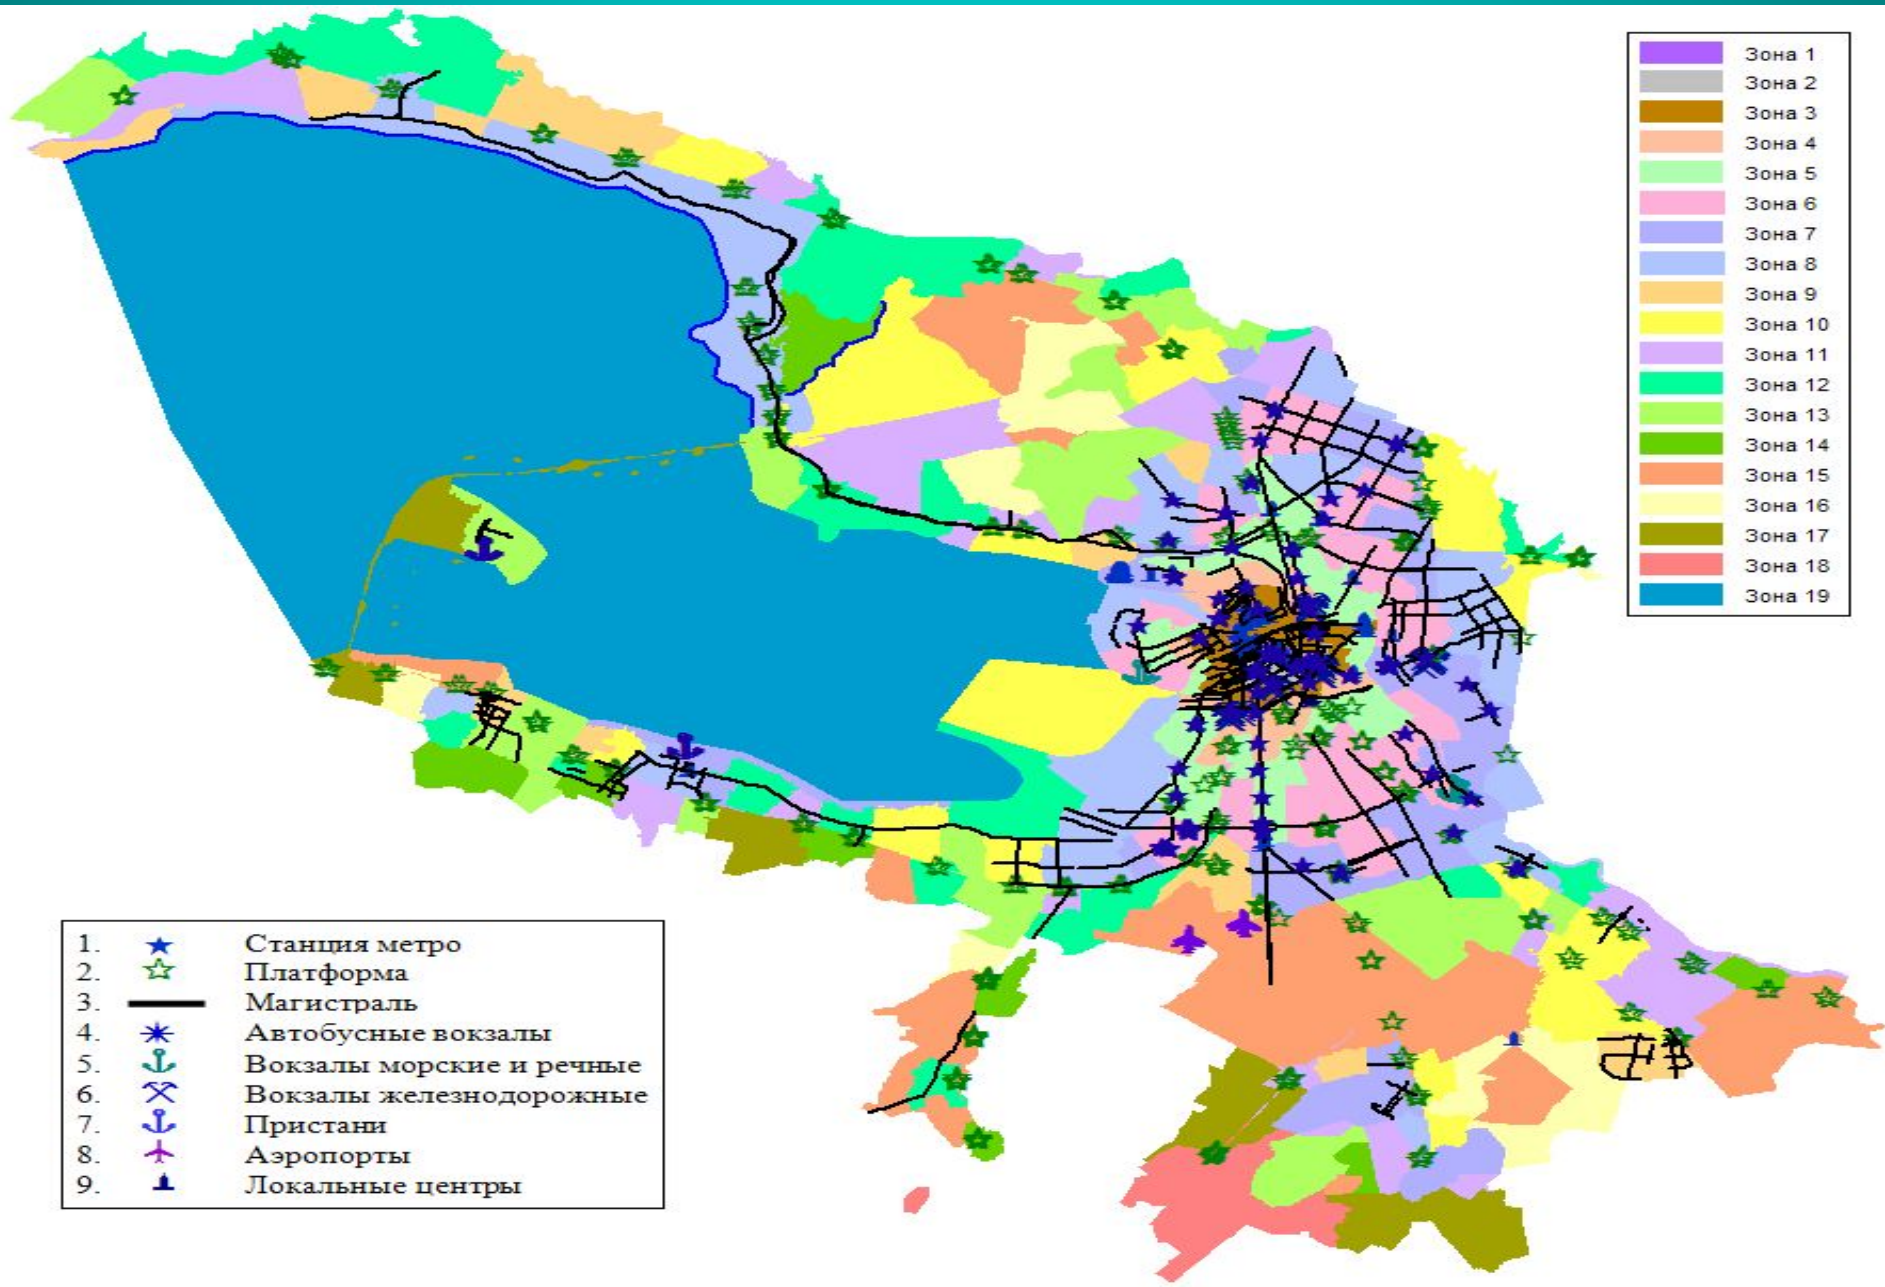 Зона 1
Зона 2
Зона 3
Зона 4
Зона 5
Зона 6
Зона 7
Зона 8
Зона 9
Зона 10
Зона 11
Зона 12
Зона 13
Зона 14
Зона 15
Зона 16
Зона 17
Зона 18
Зона 19
1. Станция метро
2. Платформа
3. Магистраль
4. Автобусные вокзалы
5. Вокзалы морские и речные
6. Вокзалы железнодорожные
7. Пристани
8. Аэропорты
9. Локальные центры